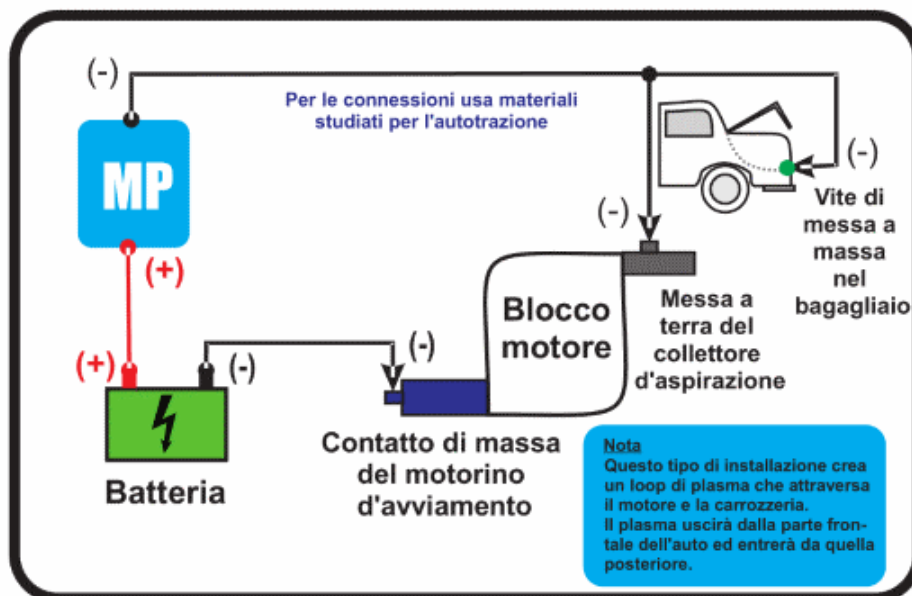 (-)
Per le connessioni usa materiali
studiati per l'autotrazione
MP
(-)
(-)
Vite di
messa a
massa
nel
bagagliaio
(+)
Blocco
motore
Messa a
terra del
collettore
d'aspirazione
(+)
(-)
(-)
Batteria
Contatto di massa
del motorino
d'avviamento
Nota
Questo tipo di installazione crea
un loop di plasma che attraversa
il motore e la carrozzeria.
Il plasma uscirà dalla parte fron-
tale dell'auto ed entrerà da quella
posteriore.